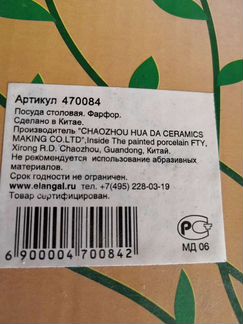 Артикул 470084
Посуда столовая. Фарфор.
Сделано в Китае.
Производитель "CHAOZHOU HUA DA CERAMICS
MAKING CO.LTD",Inside The painted porcelain FTY,
Xirong R.D. Chaozhou, Guandong, Китай.
Не рекомендуется использование абразивных
материалов.
Срок годности не ограничен.
www.elangal.ru тел. +7(495) 228-03-19
Товар сертифицирован.
6 900004 700842
МД 06